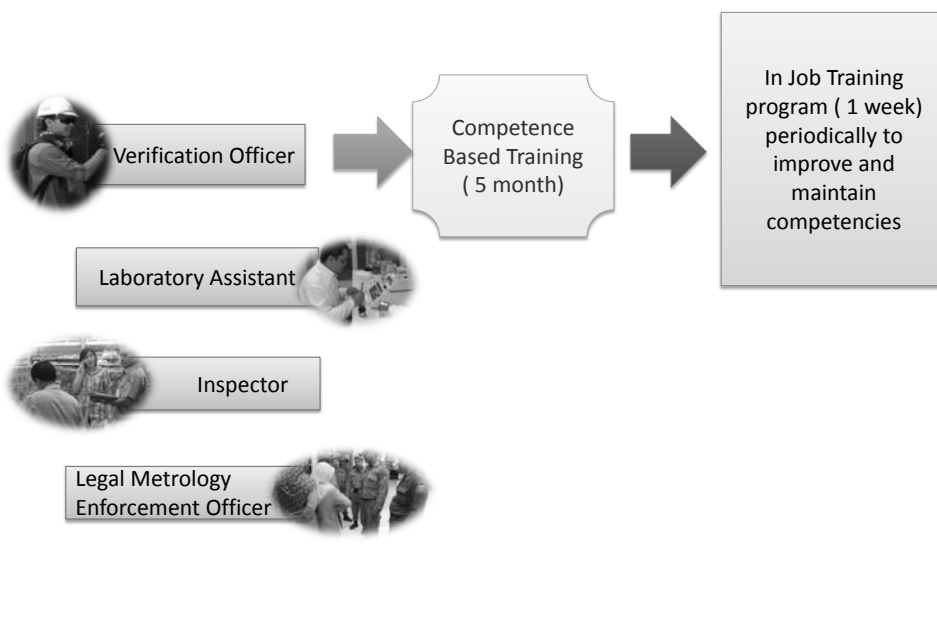 Verification Officer
Competence
Based Training
( 5 month)
In Job Training
program ( 1 week)
periodically to
improve and
maintain
competencies
Laboratory Assistant
Inspector
Legal Metrology
Enforcement Officer